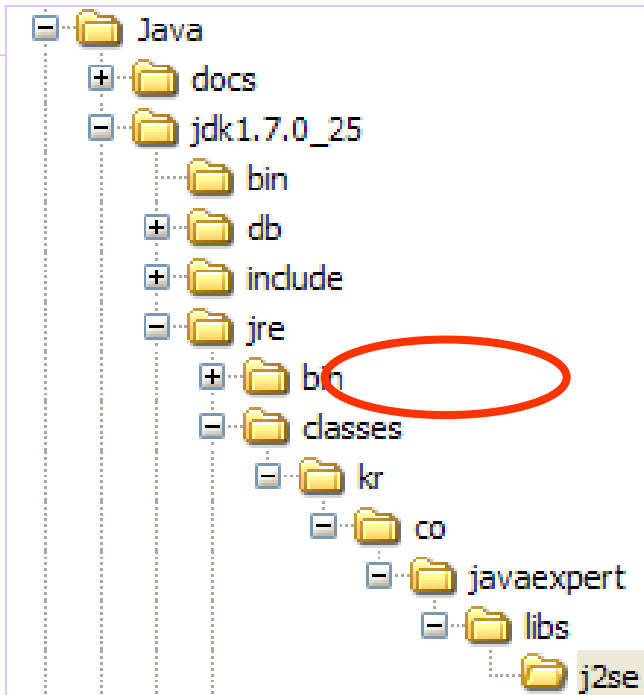 Java
docs
jdk1.7.0_25
bin
db
include
jre
bin
classes
kr
co
javaexpert
libs
j2se